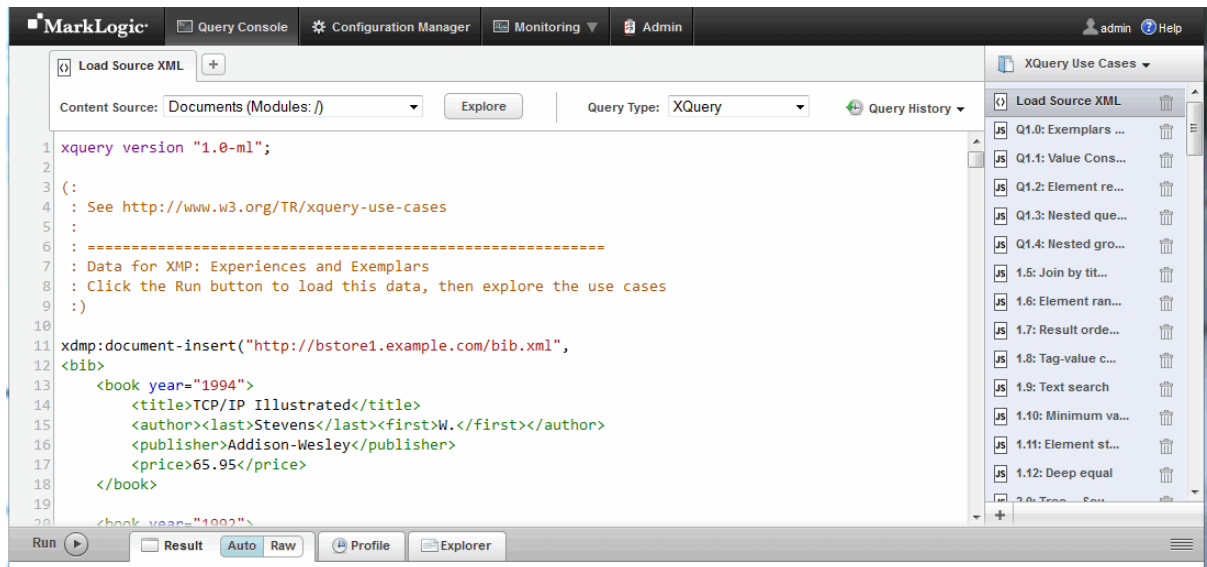 MarkLogic Query Console Configuration Manager Monitoring ▼ Admin admin ? Help
Load Source XML +
XQuery Use Cases
Content Source: Documents (Modules: /) Explore Query Type: XQuery Query History
1 xquery version "1.0-ml";
2
3 (:
4 : See http://www.w3.org/TR/xquery-use-cases
5 :
6 : ===========================================================
7 : Data for XMP: Experiences and Exemplars
8 : Click the Run button to load this data, then explore the use cases
9 :)
10
11 xdmp:document-insert("http://bstore1.example.com/bib.xml",
12 <bib>
13 <book year="1994">
14 <title>TCP/IP Illustrated</title>
15 <author><last>Stevens</last><first>W.</first></author>
16 <publisher>Addison-Wesley</publisher>
17 <price>65.95</price>
18 </book>
19
20 <book year="1992">
Load Source XML
JS Q1.0: Exemplars ...
JS Q1.1: Value Cons...
JS Q1.2: Element re...
JS Q1.3: Nested que...
JS Q1.4: Nested gro...
JS 1.5: Join by tit...
JS 1.6: Element ran...
JS 1.7: Result orde...
JS 1.8: Tag-value c...
JS 1.9: Text search
JS 1.10: Minimum va...
JS 1.11: Element st...
JS 1.12: Deep equal
+
Run Result Auto Raw Profile Explorer